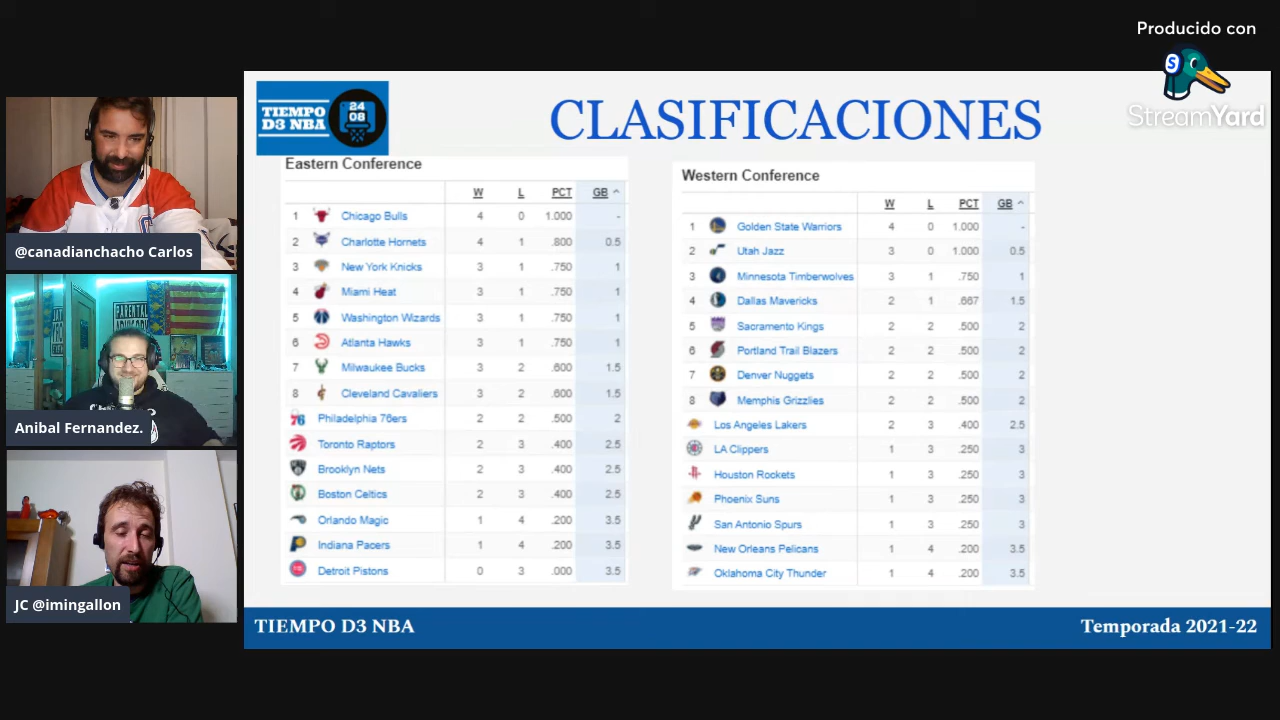 Producido con
StreamYard
TIEMPO
D3 NBA
24
08
CLASIFICACIONES
Eastern Conference
W L PCT GB
1 Chicago Bulls 4 0 1.000 -
2 Charlotte Hornets 4 1 .800 0.5
3 New York Knicks 3 1 .750 1
4 Miami Heat 3 1 .750 1
5 Washington Wizards 3 1 .750 1
6 Atlanta Hawks 3 1 .750 1
7 Milwaukee Bucks 3 2 .600 1.5
8 Cleveland Cavaliers 3 2 .600 1.5
76 Philadelphia 76ers 2 2 .500 2
Toronto Raptors 2 3 .400 2.5
Brooklyn Nets 2 3 .400 2.5
Boston Celtics 2 3 .400 2.5
Orlando Magic 1 4 .200 3.5
Indiana Pacers 1 4 .200 3.5
Detroit Pistons 0 3 .000 3.5
Western Conference
W L PCT GB
1 Golden State Warriors 4 0 1.000 -
2 Utah Jazz 3 0 1.000 0.5
3 Minnesota Timberwolves 3 1 .750 1
4 Dallas Mavericks 2 1 .667 1.5
5 Sacramento Kings 2 2 .500 2
6 Portland Trail Blazers 2 2 .500 2
7 Denver Nuggets 2 2 .500 2
8 Memphis Grizzlies 2 2 .500 2
Los Angeles Lakers 2 3 .400 2.5
LA Clippers 1 3 .250 3
Houston Rockets 1 3 .250 3
Phoenix Suns 1 3 .250 3
San Antonio Spurs 1 3 .250 3
New Orleans Pelicans 1 4 .200 3.5
Oklahoma City Thunder 1 4 .200 3.5
@canadianchacho Carlos
PARENTAL
ADVISORY
Anibal Fernandez.
JC @imingallon
TIEMPO D3 NBA
Temporada 2021-22